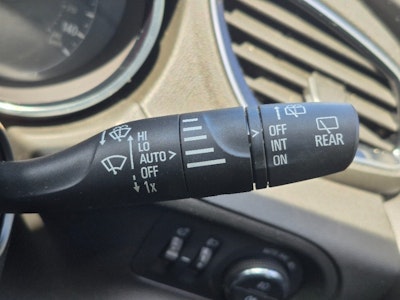 HI
LO
AUTO >
OFF
1x
>
OFF
INT
ON
REAR